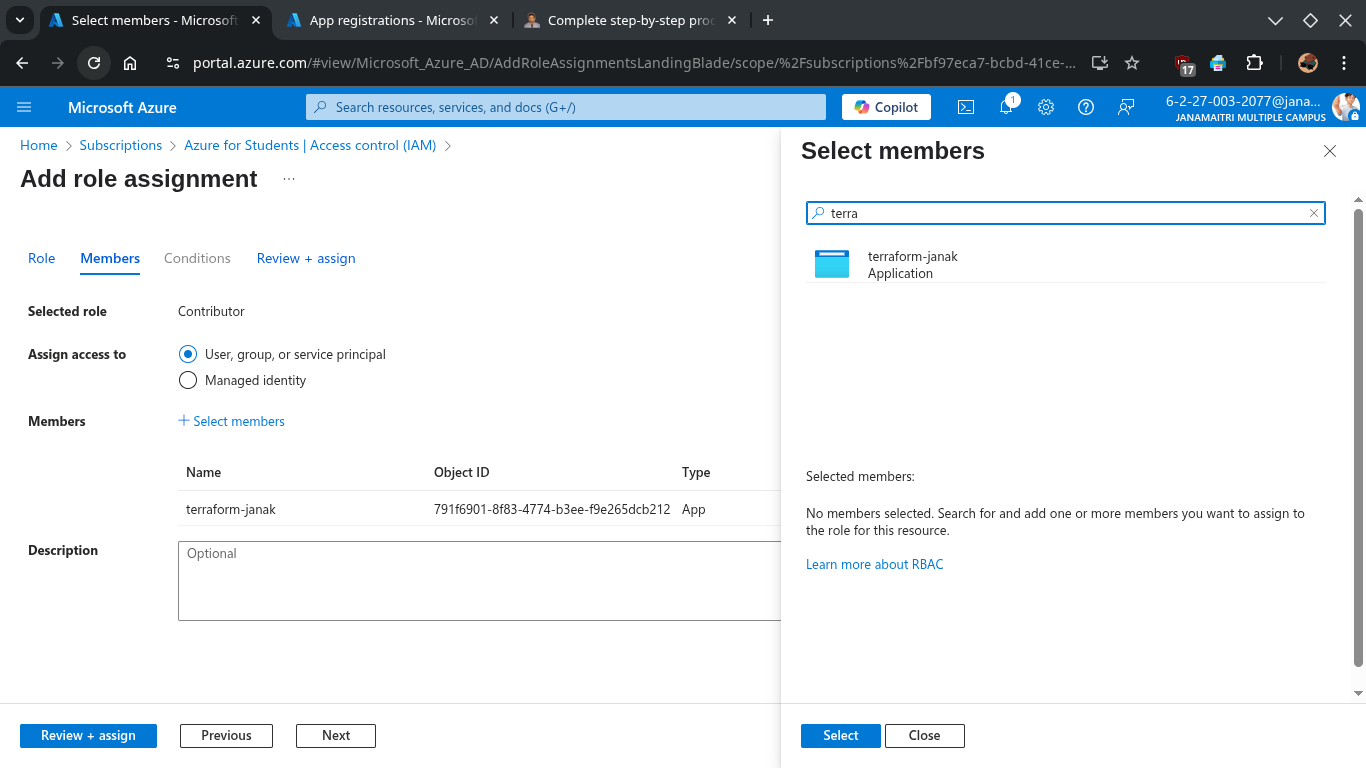 Select members - Microsoft
App registrations - Microsof
Complete step-by-step proc
portal.azure.com/#view/Microsoft_Azure_AD/AddRoleAssignmentsLandingBlade/scope/%2Fsubscriptions%2Fbf97eca7-bcbd-41ce-...
17
Microsoft Azure
Search resources, services, and docs (G+/)
Copilot
1
6-2-27-003-2077@jana...
JANAMAITRI MULTIPLE CAMPUS
Home
Subscriptions
Azure for Students | Access control (IAM)
Add role assignment
...
Role
Members
Conditions
Review + assign
Selected role
Contributor
Assign access to
User, group, or service principal
Managed identity
Members
+ Select members
Name Object ID Type
terraform-janak 791f6901-8f83-4774-b3ee-f9e265dcb212 App
Description
Optional
Review + assign
Previous
Next
Select members
terra
terraform-janak
Application
Selected members:
No members selected. Search for and add one or more members you want to assign to
the role for this resource.
Learn more about RBAC
Select
Close